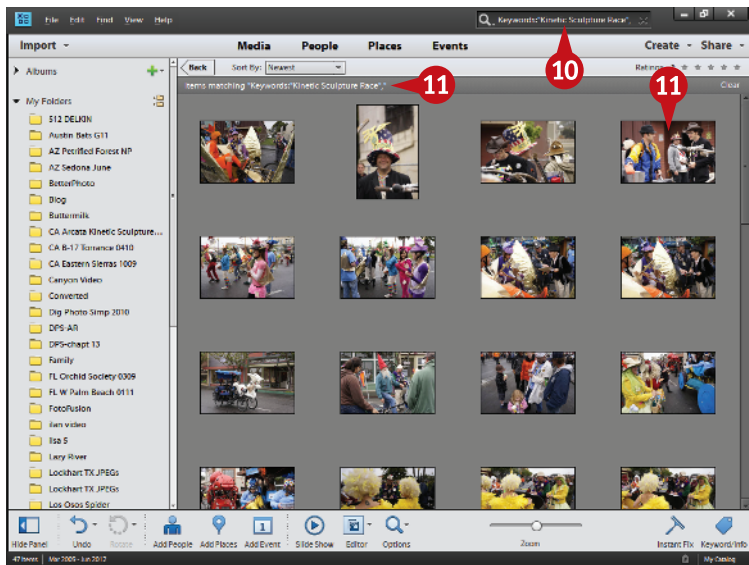 File Edit Find View Help
Keywords:"Kinetic Sculpture Race",
10
Import Media People Places Events Create Share
Albums
Back Sort By: Newest Ratings
Items matching "Keywords:"Kinetic Sculpture Race","
11
Clear
11
My Folders
512 DELKIN
Austin Bats G11
AZ Petrified Forest NP
AZ Sedona June
BetterPhoto
Blog
Buttermilk
CA Arcata Kinetic Sculpture...
CA B-17 Torrance 0410
CA Eastern Sierras 1009
Canyon Video
Converted
Dig Photo Simp 2010
DPS-AR
DPS-chapt 13
Family
FL Orchid Society 0309
FL W Palm Beach 0111
FotoFusion
ilan video
lisa S
Lazy River
Lockhart TX JPEGs
Lockhart TX JPEGs
Los Osos Spider
Hide Panel Undo Rotate Add People Add Places Add Event Slide Show Editor Options Zoom Instant Fix Keyword/Info
47 Items Mar 2009 - Jun 2012 My Catalog